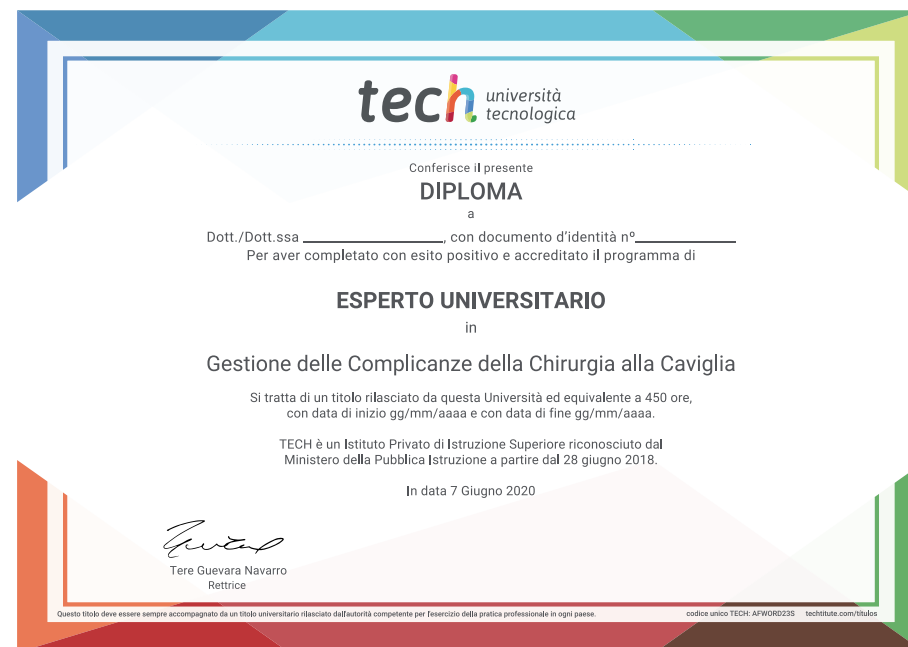 tech università
tecnologica
Conferisce il presente
DIPLOMA
a
Dott./Dott.ssa ________________, con documento d'identità nº____________
Per aver completato con esito positivo e accreditato il programma di
ESPERTO UNIVERSITARIO
in
Gestione delle Complicanze della Chirurgia alla Caviglia
Si tratta di un titolo rilasciato da questa Università ed equivalente a 450 ore,
con data di inizio gg/mm/aaaa e con data di fine gg/mm/aaaa.
TECH è un Istituto Privato di Istruzione Superiore riconosciuto dal
Ministero della Pubblica Istruzione a partire dal 28 giugno 2018.
In data 7 Giugno 2020
Tere Guevara Navarro
Rettrice
Questo titolo deve essere sempre accompagnato da un titolo universitario rilasciato dall'autorità competente per l'esercizio della pratica professionale in ogni paese. codice unico TECH: AFWORD23S techtitute.com/titulos